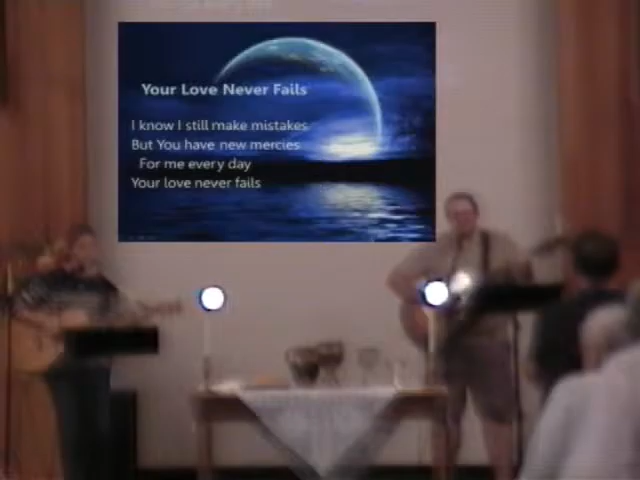 Your Love Never Fails
I know I still make mistakes
But You have new mercies
For me every day
Your love never fails